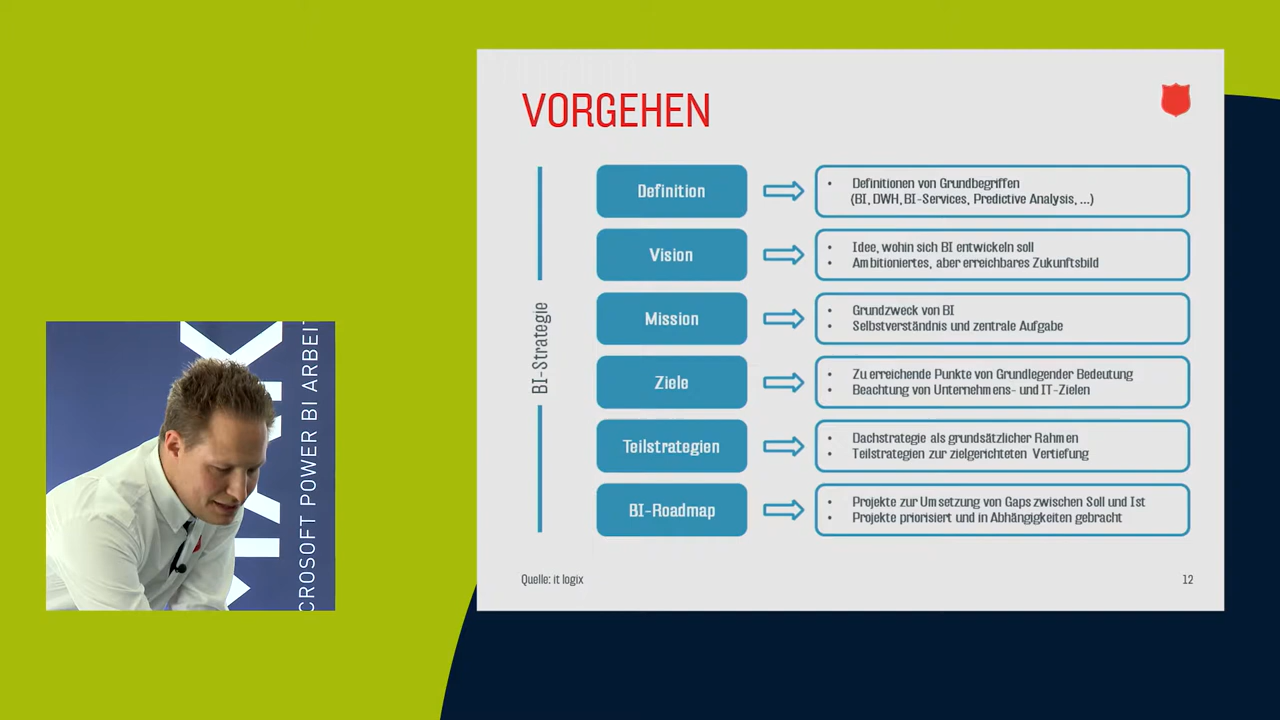 VORGEHEN
BI-Strategie
Definition
• Definitionen von Grundbegriffen
(BI, DWH, BI-Services, Predictive Analysis, ...)
Vision
• Idee, wohin sich BI entwickeln soll
• Ambitioniertes, aber erreichbares Zukunftsbild
Mission
• Grundzweck von BI
• Selbstverständnis und zentrale Aufgabe
Ziele
• Zu erreichende Punkte von Grundlegender Bedeutung
• Beachtung von Unternehmens- und IT-Zielen
Teilstrategien
• Dachstrategie als grundsätzlicher Rahmen
• Teilstrategien zur zielgerichteten Vertiefung
BI-Roadmap
• Projekte zur Umsetzung von Gaps zwischen Soll und Ist
• Projekte priorisiert und in Abhängigkeiten gebracht
Quelle: it logix
12
CROSOFT POWER BI ARBEIT